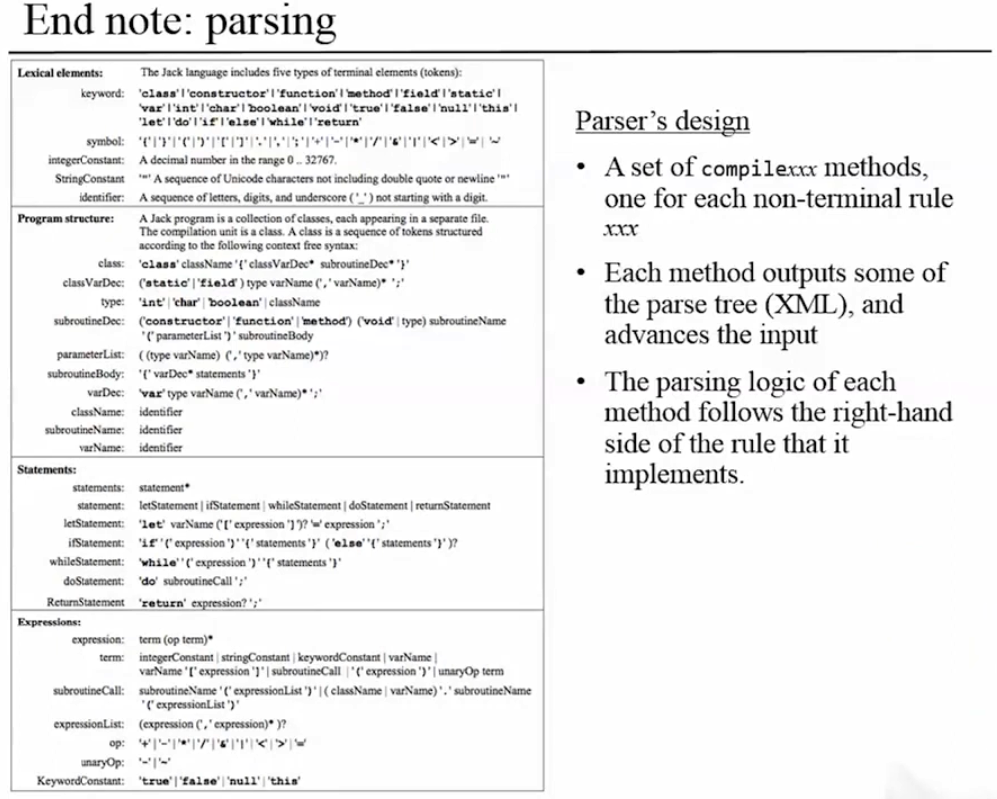 End note: parsing
Lexical elements: The Jack language includes five types of terminal elements (tokens):
keyword: 'class'|'constructor'|'function'|'method'|'field'|'static'|
'var'|'int'|'char'|'boolean'|'void'|'true'|'false'|'null'|'this'|
'let'|'do'|'if'|'else'|'while'|'return'
symbol: '{'|'}'|'('|')'|'['|']'|'.'|','|';'|'+'|'-'|'*'|'/'|'&'|'|'|'<'|'>'|'='|'~'
integerConstant: A decimal number in the range 0 .. 32767.
StringConstant '"' A sequence of Unicode characters not including double quote or newline '"'
identifier: A sequence of letters, digits, and underscore ('_') not starting with a digit.
Program structure: A Jack program is a collection of classes, each appearing in a separate file.
The compilation unit is a class. A class is a sequence of tokens structured
according to the following context free syntax:
class: 'class' className '{' classVarDec* subroutineDec* '}'
classVarDec: ('static'|'field') type varName (',' varName)* ';'
type: 'int'|'char'|'boolean'|className
subroutineDec: ('constructor'|'function'|'method') ('void'|type) subroutineName
'(' parameterList ')' subroutineBody
parameterList: ((type varName) (',' type varName)*)?
subroutineBody: '{' varDec* statements '}'
varDec: 'var' type varName (',' varName)* ';'
className: identifier
subroutineName: identifier
varName: identifier
Statements:
statements: statement*
statement: letStatement | ifStatement | whileStatement | doStatement | returnStatement
letStatement: 'let' varName ('[' expression ']')? '=' expression ';'
ifStatement: 'if' '(' expression ')' '{' statements '}' ('else' '{' statements '}')?
whileStatement: 'while' '(' expression ')' '{' statements '}'
doStatement: 'do' subroutineCall ';'
ReturnStatement 'return' expression? ';'
Expressions:
expression: term (op term)*
term: integerConstant | stringConstant | keywordConstant | varName |
varName '[' expression ']' | subroutineCall | '(' expression ')' | unaryOp term
subroutineCall: subroutineName '(' expressionList ')' | (className | varName) '.' subroutineName
'(' expressionList ')'
expressionList: (expression (',' expression)* )?
op: '+'|'-'|'*'|'/'|'&'|'|'|'<'|'>'|'='
unaryOp: '-'|'~'
KeywordConstant: 'true'|'false'|'null'|'this'
Parser's design
• A set of compilexxx methods,
one for each non-terminal rule
xxx
• Each method outputs some of
the parse tree (XML), and
advances the input
• The parsing logic of each
method follows the right-hand
side of the rule that it
implements.